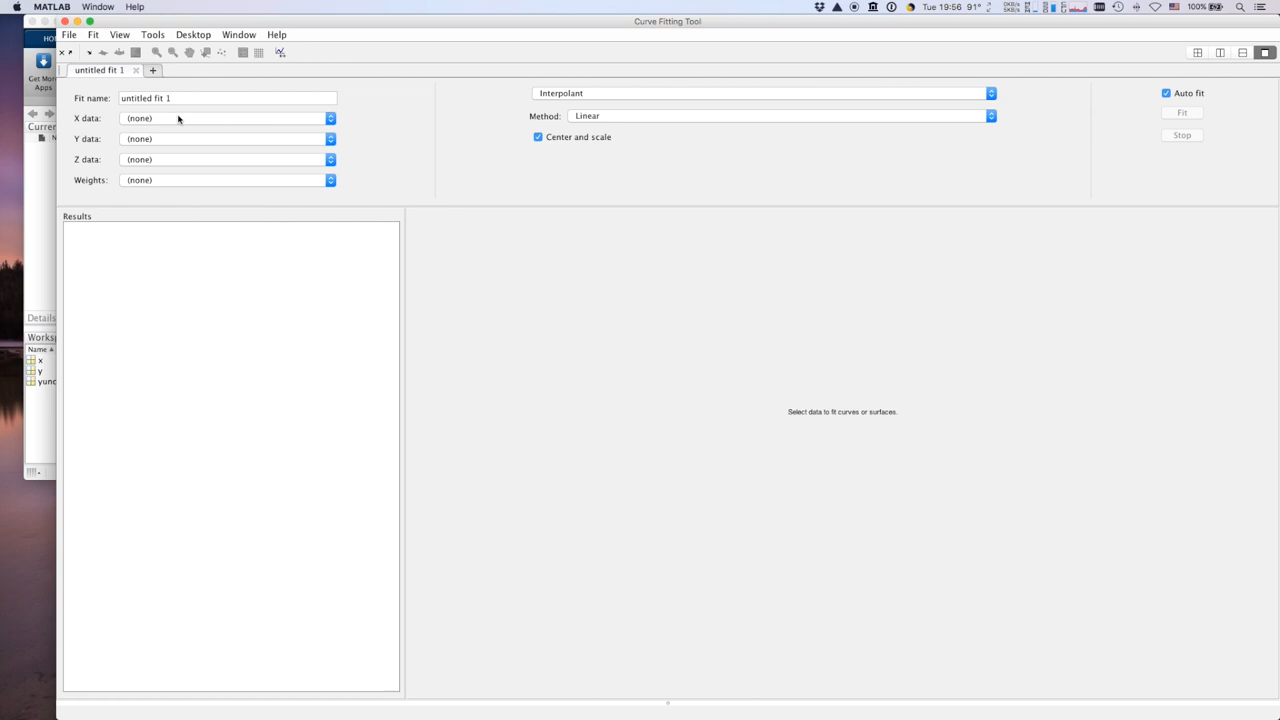 MATLAB Window Help
Tue 19:56 91° 100%
Curve Fitting Tool
File Fit View Tools Desktop Window Help
untitled fit 1
Get More
Apps
Fit name: untitled fit 1
X data: (none)
Y data: (none)
Z data: (none)
Weights: (none)
Interpolant
Method: Linear
Center and scale
Auto fit
Fit
Stop
Results
Select data to fit curves or surfaces.
Details
Name
x
y